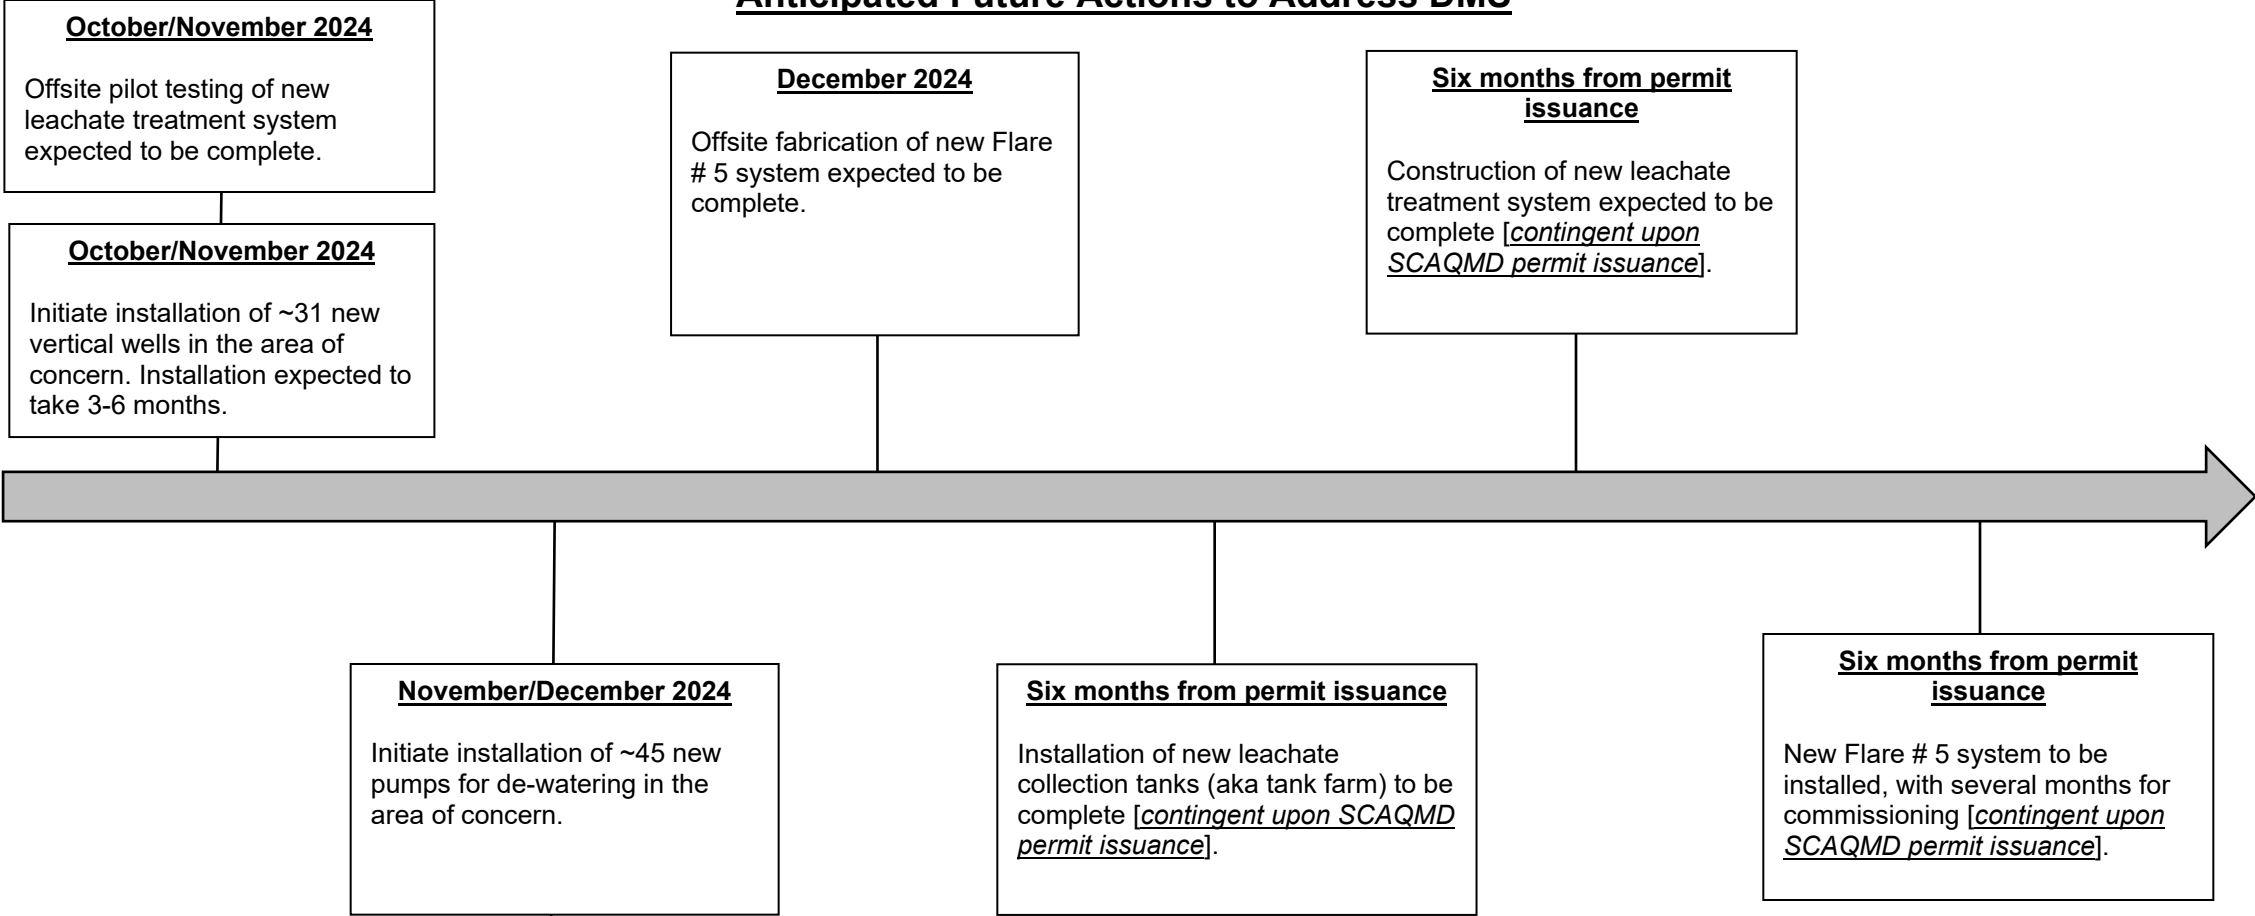 Anticipated Future Actions to Address DMS
October/November 2024
Offsite pilot testing of new
leachate treatment system
expected to be complete.
October/November 2024
Initiate installation of ~31 new
vertical wells in the area of
concern. Installation expected to
take 3-6 months.
December 2024
Offsite fabrication of new Flare
# 5 system expected to be
complete.
Six months from permit
issuance
Construction of new leachate
treatment system expected to be
complete [contingent upon
SCAQMD permit issuance].
November/December 2024
Initiate installation of ~45 new
pumps for de-watering in the
area of concern.
Six months from permit issuance
Installation of new leachate
collection tanks (aka tank farm) to be
complete [contingent upon SCAQMD
permit issuance].
Six months from permit
issuance
New Flare # 5 system to be
installed, with several months for
commissioning [contingent upon
SCAQMD permit issuance].